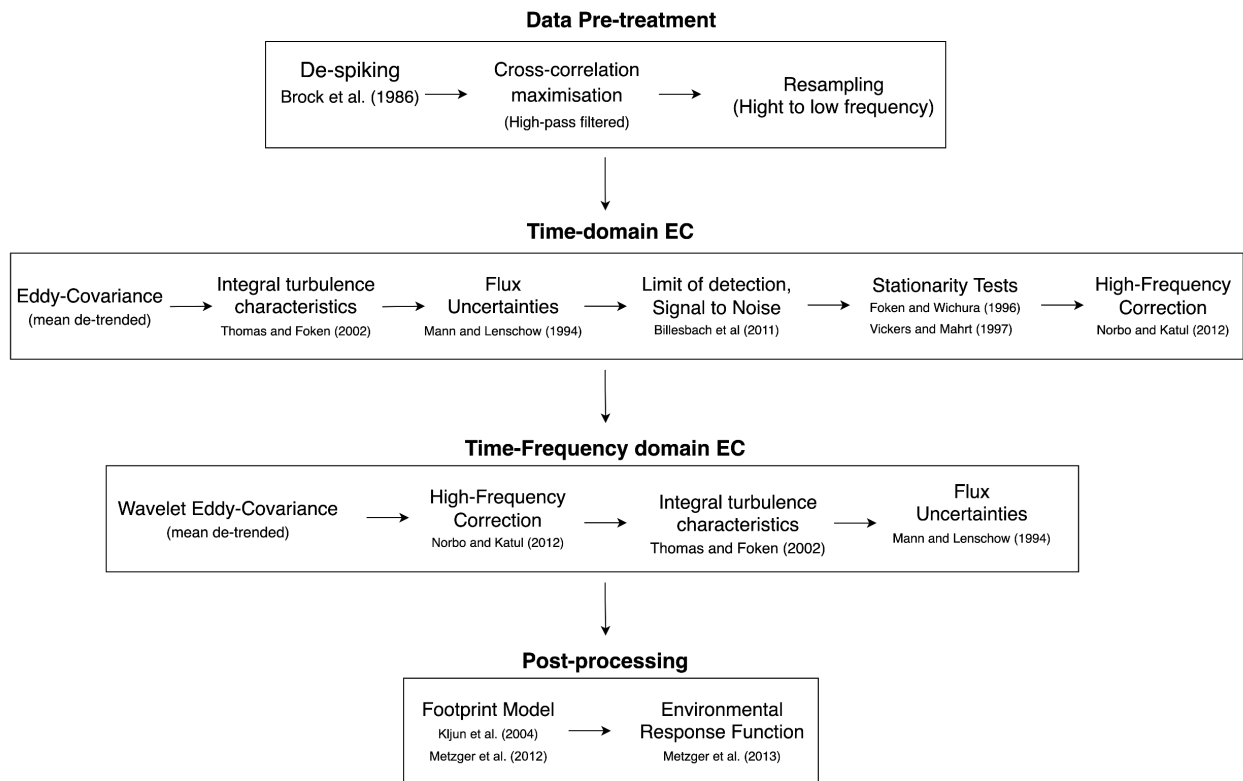 Data Pre-treatment
De-spiking
Brock et al. (1986)
Cross-correlation
maximisation
(High-pass filtered)
Resampling
(Hight to low frequency)
Time-domain EC
Eddy-Covariance
(mean de-trended)
Integral turbulence
characteristics
Thomas and Foken (2002)
Flux
Uncertainties
Mann and Lenschow (1994)
Limit of detection,
Signal to Noise
Billesbach et al (2011)
Stationarity Tests
Foken and Wichura (1996)
Vickers and Mahrt (1997)
High-Frequency
Correction
Norbo and Katul (2012)
Time-Frequency domain EC
Wavelet Eddy-Covariance
(mean de-trended)
High-Frequency
Correction
Norbo and Katul (2012)
Integral turbulence
characteristics
Thomas and Foken (2002)
Flux
Uncertainties
Mann and Lenschow (1994)
Post-processing
Footprint Model
Kljun et al. (2004)
Metzger et al. (2012)
Environmental
Response Function
Metzger et al. (2013)